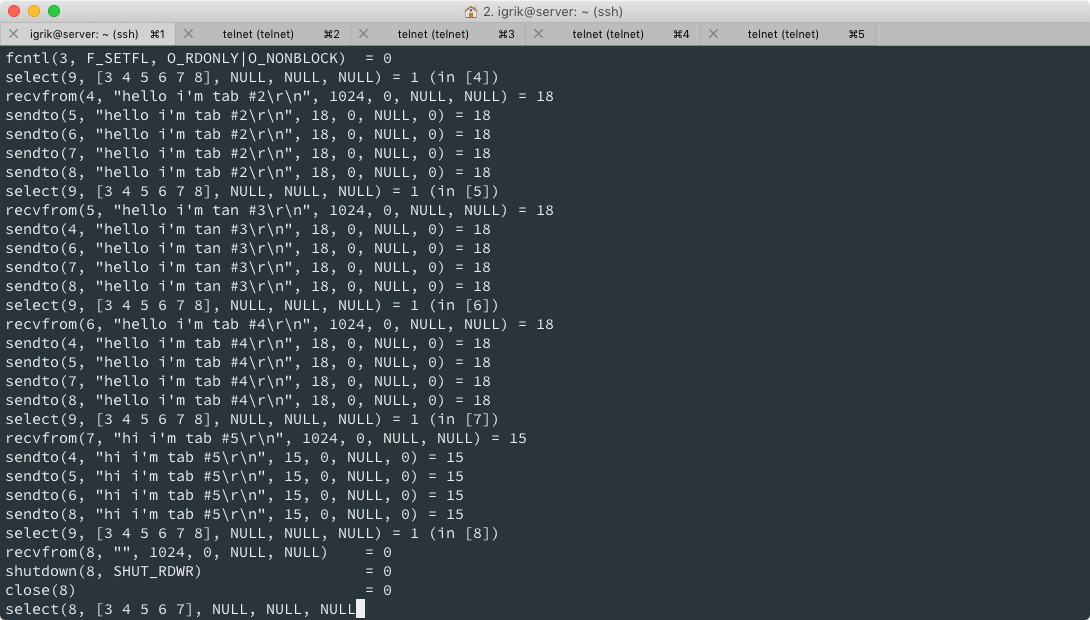 2. igrik@server: ~ (ssh)
igrik@server: ~ (ssh) ⌘1 telnet (telnet) ⌘2 telnet (telnet) ⌘3 telnet (telnet) ⌘4 telnet (telnet) ⌘5
fcntl(3, F_SETFL, O_RDONLY|O_NONBLOCK)  = 0
select(9, [3 4 5 6 7 8], NULL, NULL, NULL) = 1 (in [4])
recvfrom(4, "hello i'm tab #2\r\n", 1024, 0, NULL, NULL) = 18
sendto(5, "hello i'm tab #2\r\n", 18, 0, NULL, 0) = 18
sendto(6, "hello i'm tab #2\r\n", 18, 0, NULL, 0) = 18
sendto(7, "hello i'm tab #2\r\n", 18, 0, NULL, 0) = 18
sendto(8, "hello i'm tab #2\r\n", 18, 0, NULL, 0) = 18
select(9, [3 4 5 6 7 8], NULL, NULL, NULL) = 1 (in [5])
recvfrom(5, "hello i'm tan #3\r\n", 1024, 0, NULL, NULL) = 18
sendto(4, "hello i'm tan #3\r\n", 18, 0, NULL, 0) = 18
sendto(6, "hello i'm tan #3\r\n", 18, 0, NULL, 0) = 18
sendto(7, "hello i'm tan #3\r\n", 18, 0, NULL, 0) = 18
sendto(8, "hello i'm tan #3\r\n", 18, 0, NULL, 0) = 18
select(9, [3 4 5 6 7 8], NULL, NULL, NULL) = 1 (in [6])
recvfrom(6, "hello i'm tab #4\r\n", 1024, 0, NULL, NULL) = 18
sendto(4, "hello i'm tab #4\r\n", 18, 0, NULL, 0) = 18
sendto(5, "hello i'm tab #4\r\n", 18, 0, NULL, 0) = 18
sendto(7, "hello i'm tab #4\r\n", 18, 0, NULL, 0) = 18
sendto(8, "hello i'm tab #4\r\n", 18, 0, NULL, 0) = 18
select(9, [3 4 5 6 7 8], NULL, NULL, NULL) = 1 (in [7])
recvfrom(7, "hi i'm tab #5\r\n", 1024, 0, NULL, NULL) = 15
sendto(4, "hi i'm tab #5\r\n", 15, 0, NULL, 0) = 15
sendto(5, "hi i'm tab #5\r\n", 15, 0, NULL, 0) = 15
sendto(6, "hi i'm tab #5\r\n", 15, 0, NULL, 0) = 15
sendto(8, "hi i'm tab #5\r\n", 15, 0, NULL, 0) = 15
select(9, [3 4 5 6 7 8], NULL, NULL, NULL) = 1 (in [8])
recvfrom(8, "", 1024, 0, NULL, NULL)    = 0
shutdown(8, SHUT_RDWR)                  = 0
close(8)                                = 0
select(8, [3 4 5 6 7], NULL, NULL, NULL